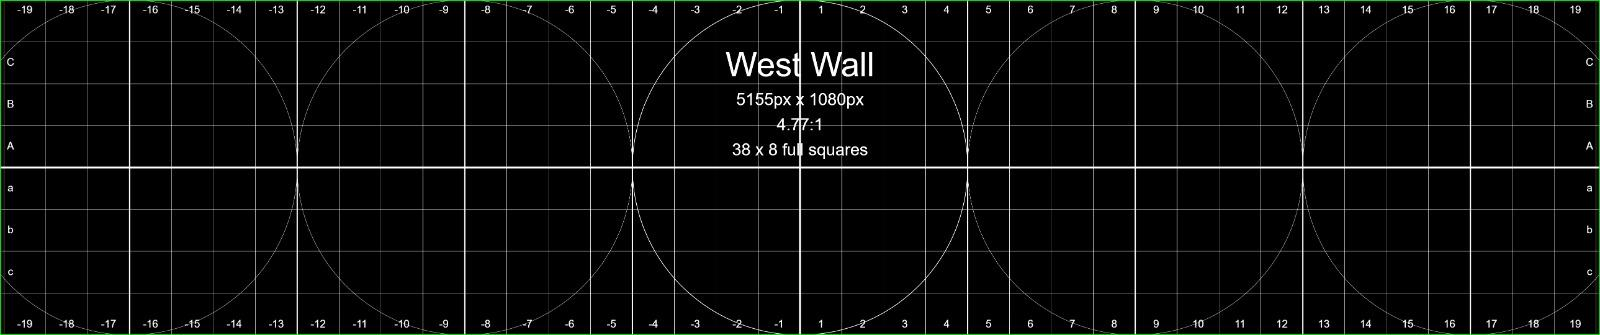 -19 -18 -17 -16 -15 -14 -13 -12 -11 -10 -9 -8 -7 -6 -5 -4 -3 -2 -1 1 2 3 4 5 6 7 8 9 10 11 12 13 14 15 16 17 18 19
C C
West Wall
5155px x 1080px
B B
4.77:1
A A
38 x 8 full squares
a a
b b
c c
-19 -18 -17 -16 -15 -14 -13 -12 -11 -10 -9 -8 -7 -6 -5 -4 -3 -2 -1 1 2 3 4 5 6 7 8 9 10 11 12 13 14 15 16 17 18 19